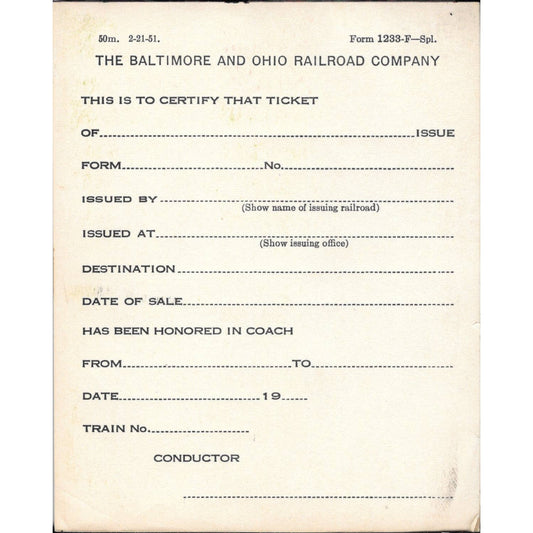 50m. 2-21-51. Form 1233-F—Spl.
THE BALTIMORE AND OHIO RAILROAD COMPANY
THIS IS TO CERTIFY THAT TICKET
OF ISSUE
FORM No.
ISSUED BY
(Show name of issuing railroad)
ISSUED AT
(Show issuing office)
DESTINATION
DATE OF SALE
HAS BEEN HONORED IN COACH
FROM TO
DATE 19
TRAIN No.
CONDUCTOR